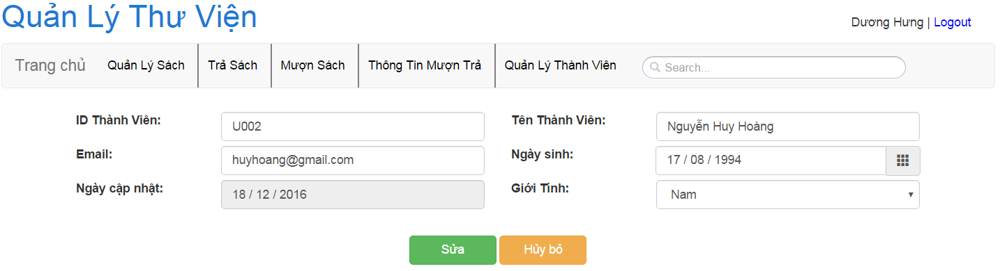 Quản Lý Thư Viện
Dương Hưng | Logout
Trang chủ Quản Lý Sách Trả Sách Mượn Sách Thông Tin Mượn Trả Quản Lý Thành Viên Search...
ID Thành Viên: U002 Tên Thành Viên: Nguyễn Huy Hoàng
Email: huyhoang@gmail.com Ngày sinh: 17 / 08 / 1994
Ngày cập nhật: 18 / 12 / 2016 Giới Tính: Nam
Sửa Hủy bỏ